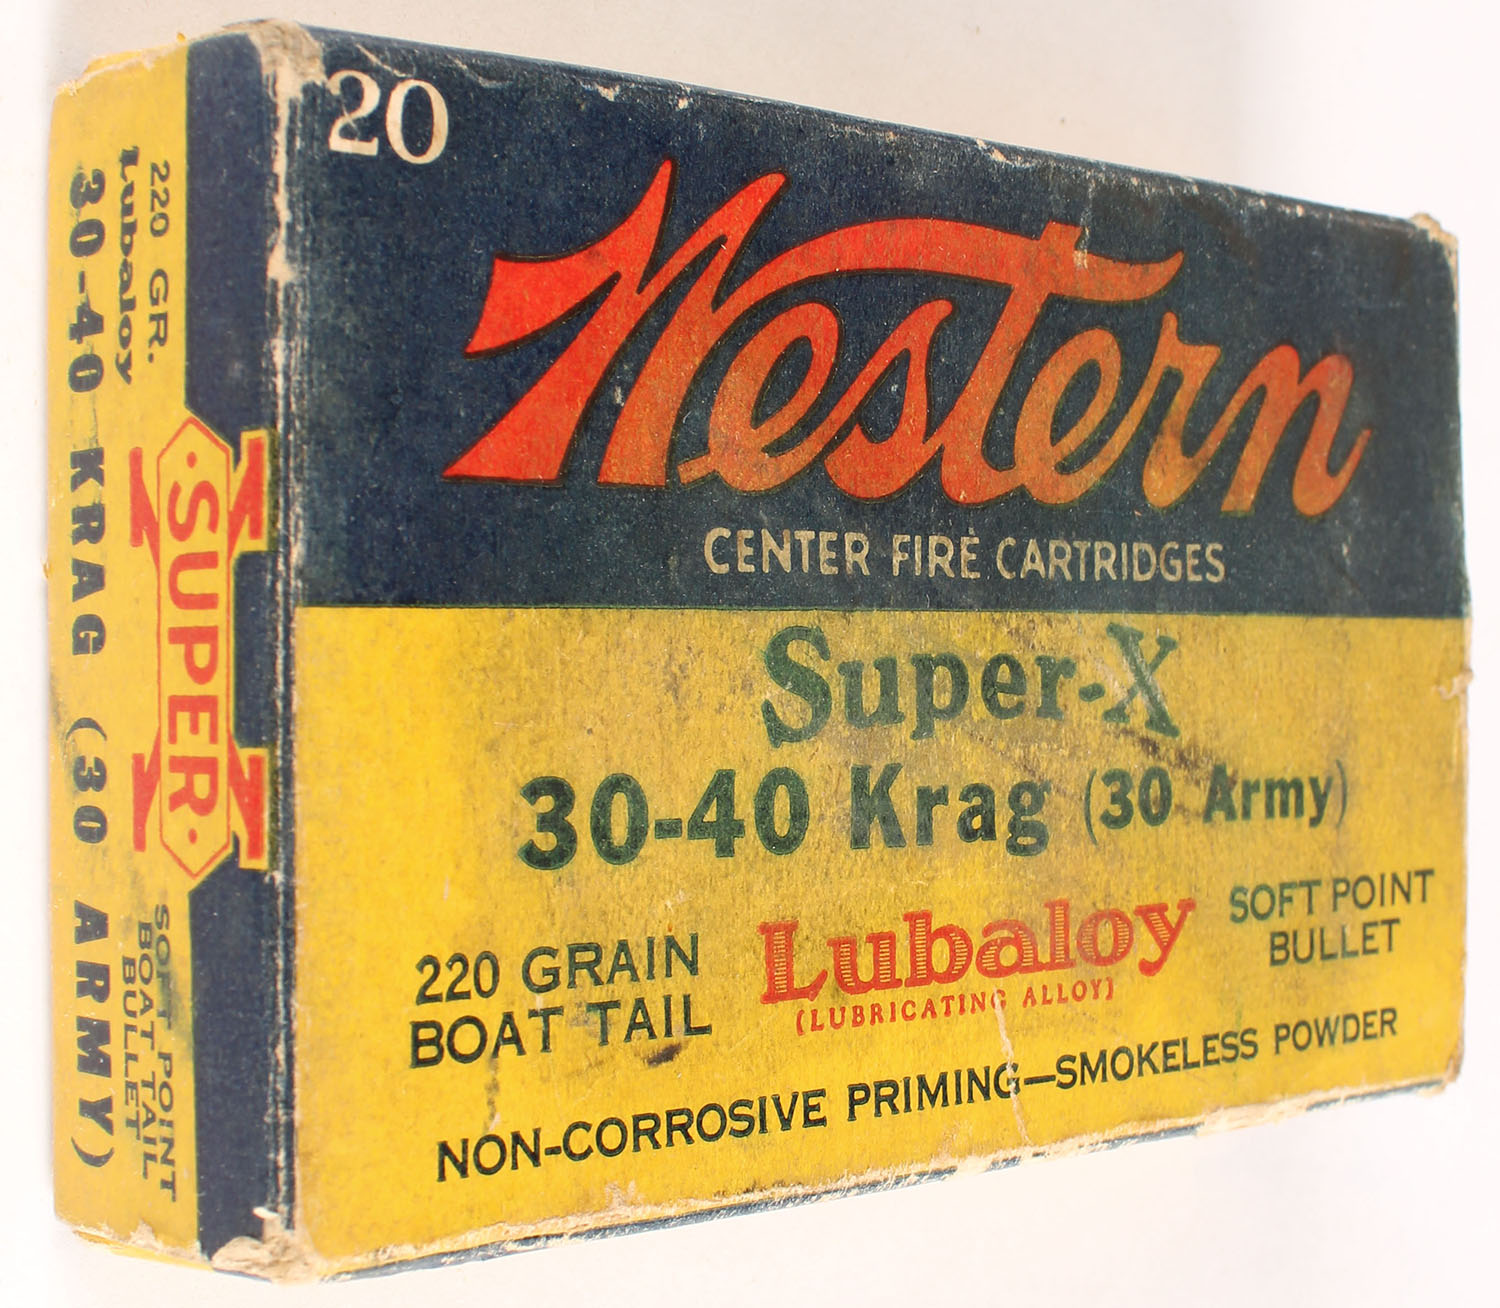 20
Western
CENTER FIRE CARTRIDGES
Super-X
30-40 Krag (30 Army)
220 GRAIN
BOAT TAIL
Lubaloy
(LUBRICATING ALLOY)
SOFT POINT
BULLET
NON-CORROSIVE PRIMING—SMOKELESS POWDER
220 GR.
Lubaloy
30-40 KRAG (30 ARMY)
X
SUPER
SOFT POINT
BOAT TAIL
BULLET